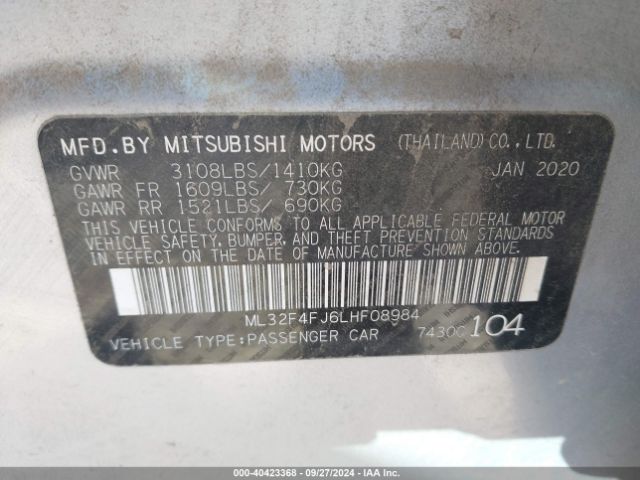 MFD.BY MITSUBISHI MOTORS (THAILAND)CO.,LTD.
GVWR 3108LBS/1410KG JAN 2020
GAWR FR 1609LBS/ 730KG
GAWR RR 1521LBS/ 690KG
THIS VEHICLE CONFORMS TO ALL APPLICABLE FEDERAL MOTOR
VEHICLE SAFETY, BUMPER, AND THEFT PREVENTION STANDARDS
IN EFFECT ON THE DATE OF MANUFACTURE SHOWN ABOVE.
ML32F4FJ6LHF08984
VEHICLE TYPE:PASSENGER CAR 7430C 104
000-40423368 - 09/27/2024 - IAA Inc.